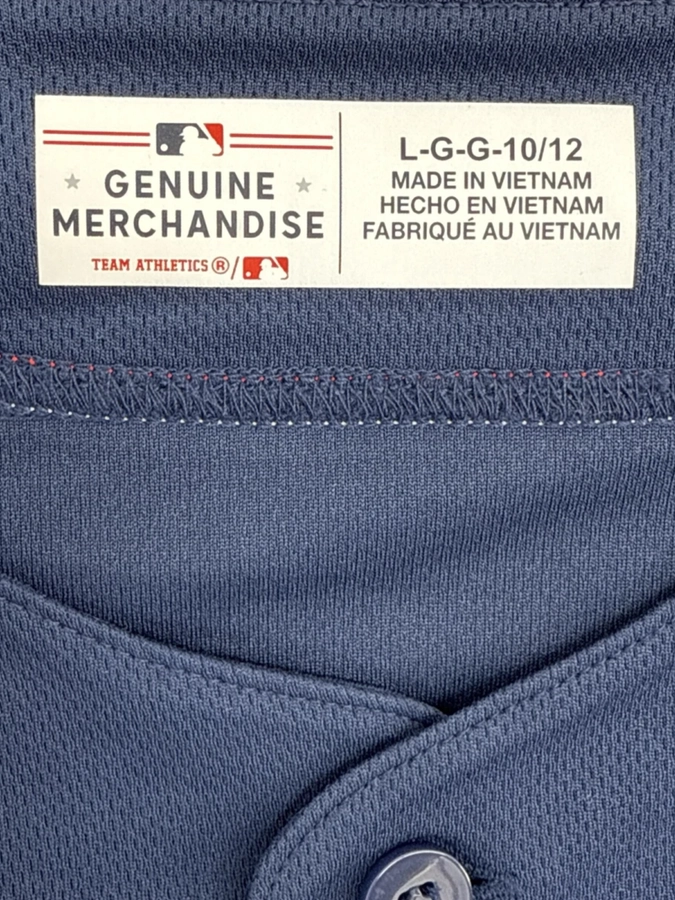 GENUINE
MERCHANDISE
TEAM ATHLETICS®/
L-G-G-10/12
MADE IN VIETNAM
HECHO EN VIETNAM
FABRIQUÉ AU VIETNAM